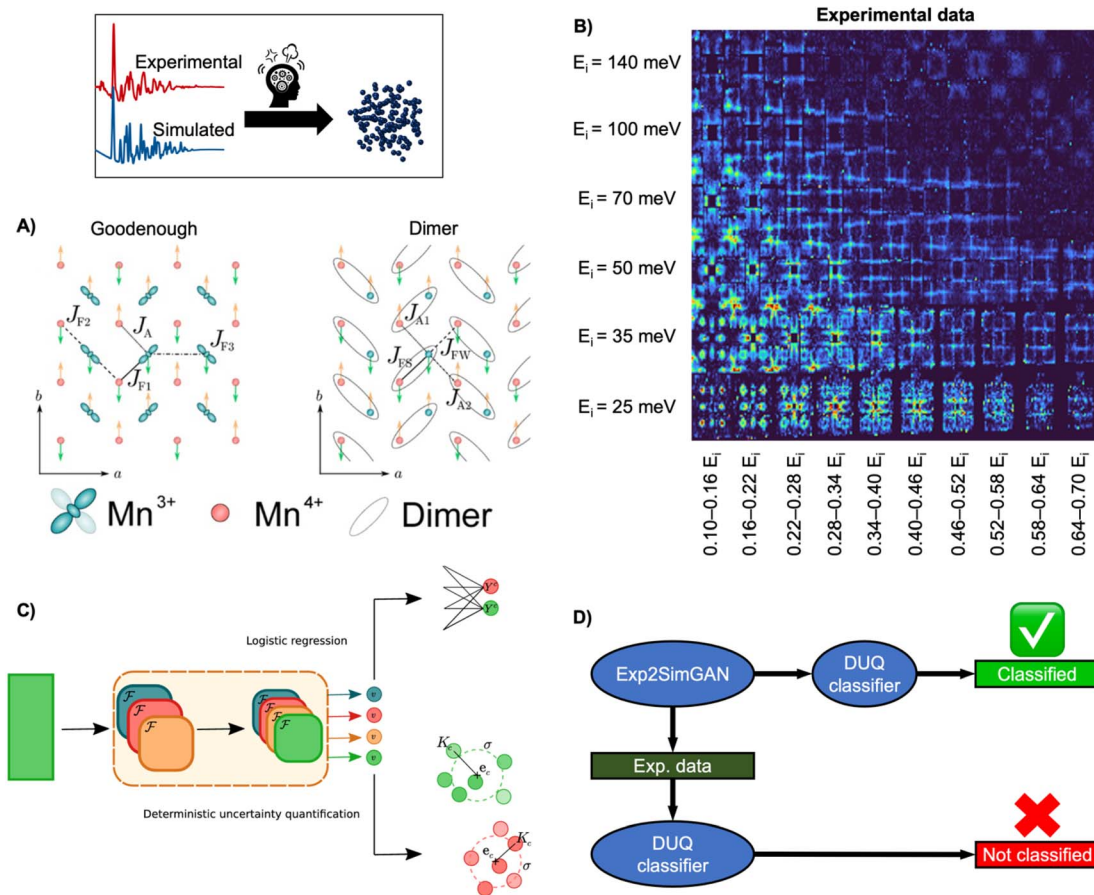 Experimental
Simulated
A)
Goodenough
Dimer
J_F2
J_A
J_F3
J_F1
b
a
J_A1
J_FS
J_FW
J_A2
b
a
Mn3+
Mn4+
Dimer
B)
Experimental data
E_i = 140 meV
E_i = 100 meV
E_i = 70 meV
E_i = 50 meV
E_i = 35 meV
E_i = 25 meV
0.10–0.16 E_i
0.16–0.22 E_i
0.22–0.28 E_i
0.28–0.34 E_i
0.34–0.40 E_i
0.40–0.46 E_i
0.46–0.52 E_i
0.52–0.58 E_i
0.58–0.64 E_i
0.64–0.70 E_i
C)
Logistic regression
Y^c
Y^c
ℱ
ℱ
ℱ
ℱ
ℱ
ℱ
ℱ
v
v
v
v
Deterministic uncertainty quantification
K_c
σ
e_c
e_c
K_c
σ
D)
Exp2SimGAN
DUQ
classifier
Classified
Exp. data
DUQ
classifier
Not classified